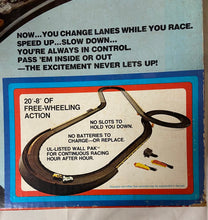 NOW...YOU CHANGE LANES WHILE YOU RACE.
SPEED UP...SLOW DOWN...
YOU'RE ALWAYS IN CONTROL.
PASS 'EM INSIDE OR OUT
—THE EXCITEMENT NEVER LETS UP!
20'-8" OF
FREE-WHEELING
ACTION
NO SLOTS TO
HOLD YOU DOWN.
NO BATTERIES TO
CHARGE—OR REPLACE.
UL-LISTED WALL PAK
FOR CONTINUOUS RACING
HOUR AFTER HOUR.